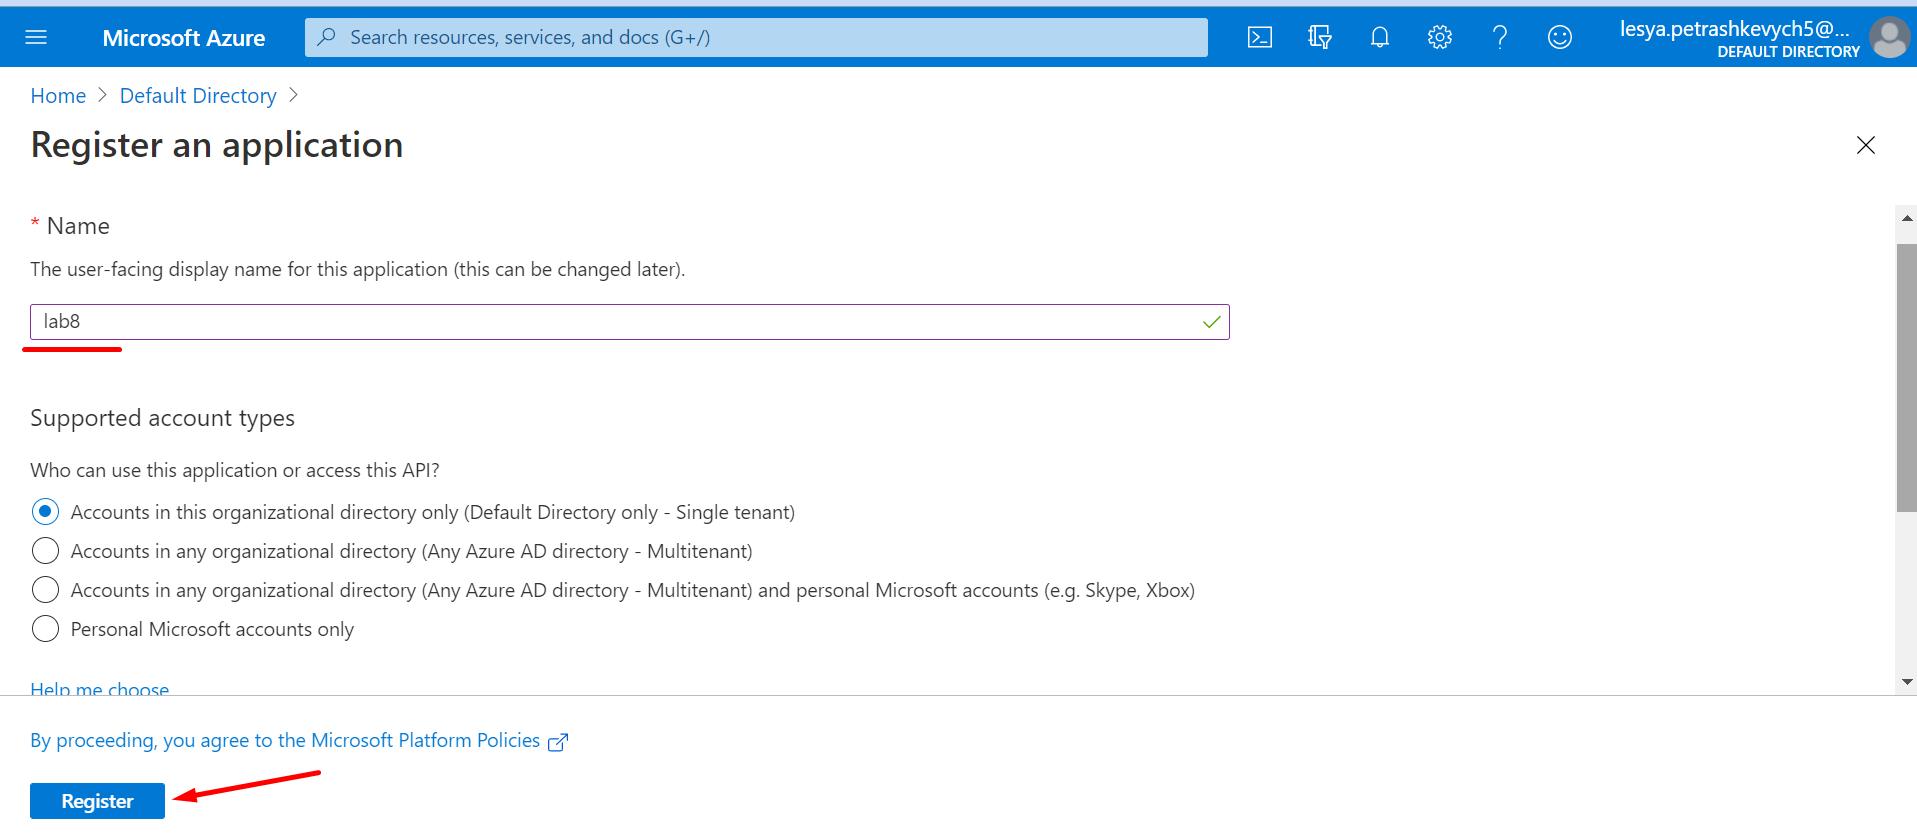 Microsoft Azure
Search resources, services, and docs (G+/)
lesya.petrashkevych5@...
DEFAULT DIRECTORY
Home > Default Directory >
Register an application
* Name
The user-facing display name for this application (this can be changed later).
lab8
Supported account types
Who can use this application or access this API?
Accounts in this organizational directory only (Default Directory only - Single tenant)
Accounts in any organizational directory (Any Azure AD directory - Multitenant)
Accounts in any organizational directory (Any Azure AD directory - Multitenant) and personal Microsoft accounts (e.g. Skype, Xbox)
Personal Microsoft accounts only
Help me choose
By proceeding, you agree to the Microsoft Platform Policies
Register